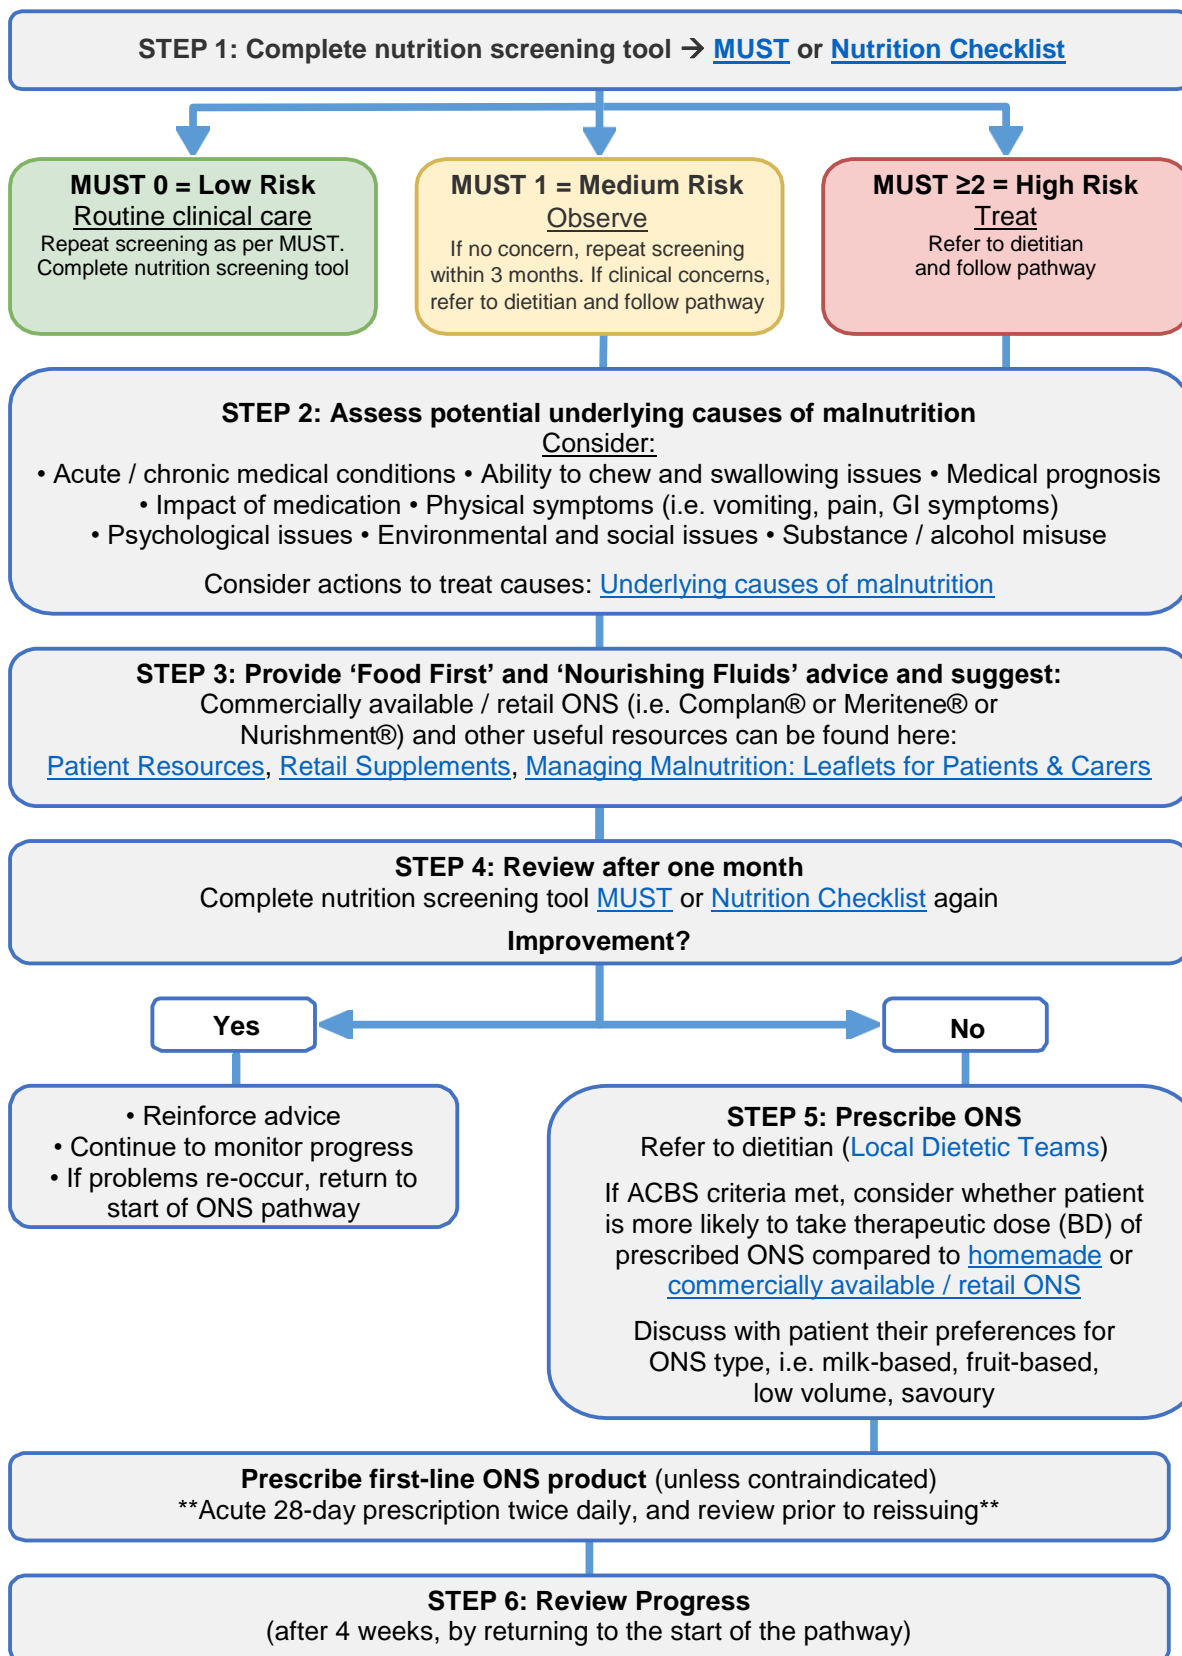 STEP 1: Complete nutrition screening tool → MUST or Nutrition Checklist
MUST 0 = Low Risk
Routine clinical care
Repeat screening as per MUST.
Complete nutrition screening tool
MUST 1 = Medium Risk
Observe
If no concern, repeat screening
within 3 months. If clinical concerns,
refer to dietitian and follow pathway
MUST ≥2 = High Risk
Treat
Refer to dietitian
and follow pathway
STEP 2: Assess potential underlying causes of malnutrition
Consider:
• Acute / chronic medical conditions • Ability to chew and swallowing issues • Medical prognosis
• Impact of medication • Physical symptoms (i.e. vomiting, pain, GI symptoms)
• Psychological issues • Environmental and social issues • Substance / alcohol misuse
Consider actions to treat causes: Underlying causes of malnutrition
STEP 3: Provide ‘Food First’ and ‘Nourishing Fluids’ advice and suggest:
Commercially available / retail ONS (i.e. Complan® or Meritene® or
Nurishment®) and other useful resources can be found here:
Patient Resources, Retail Supplements, Managing Malnutrition: Leaflets for Patients & Carers
STEP 4: Review after one month
Complete nutrition screening tool MUST or Nutrition Checklist again
Improvement?
Yes
• Reinforce advice
• Continue to monitor progress
• If problems re-occur, return to
start of ONS pathway
No
STEP 5: Prescribe ONS
Refer to dietitian (Local Dietetic Teams)
If ACBS criteria met, consider whether patient
is more likely to take therapeutic dose (BD) of
prescribed ONS compared to homemade or
commercially available / retail ONS
Discuss with patient their preferences for
ONS type, i.e. milk-based, fruit-based,
low volume, savoury
Prescribe first-line ONS product (unless contraindicated)
**Acute 28-day prescription twice daily, and review prior to reissuing**
STEP 6: Review Progress
(after 4 weeks, by returning to the start of the pathway)